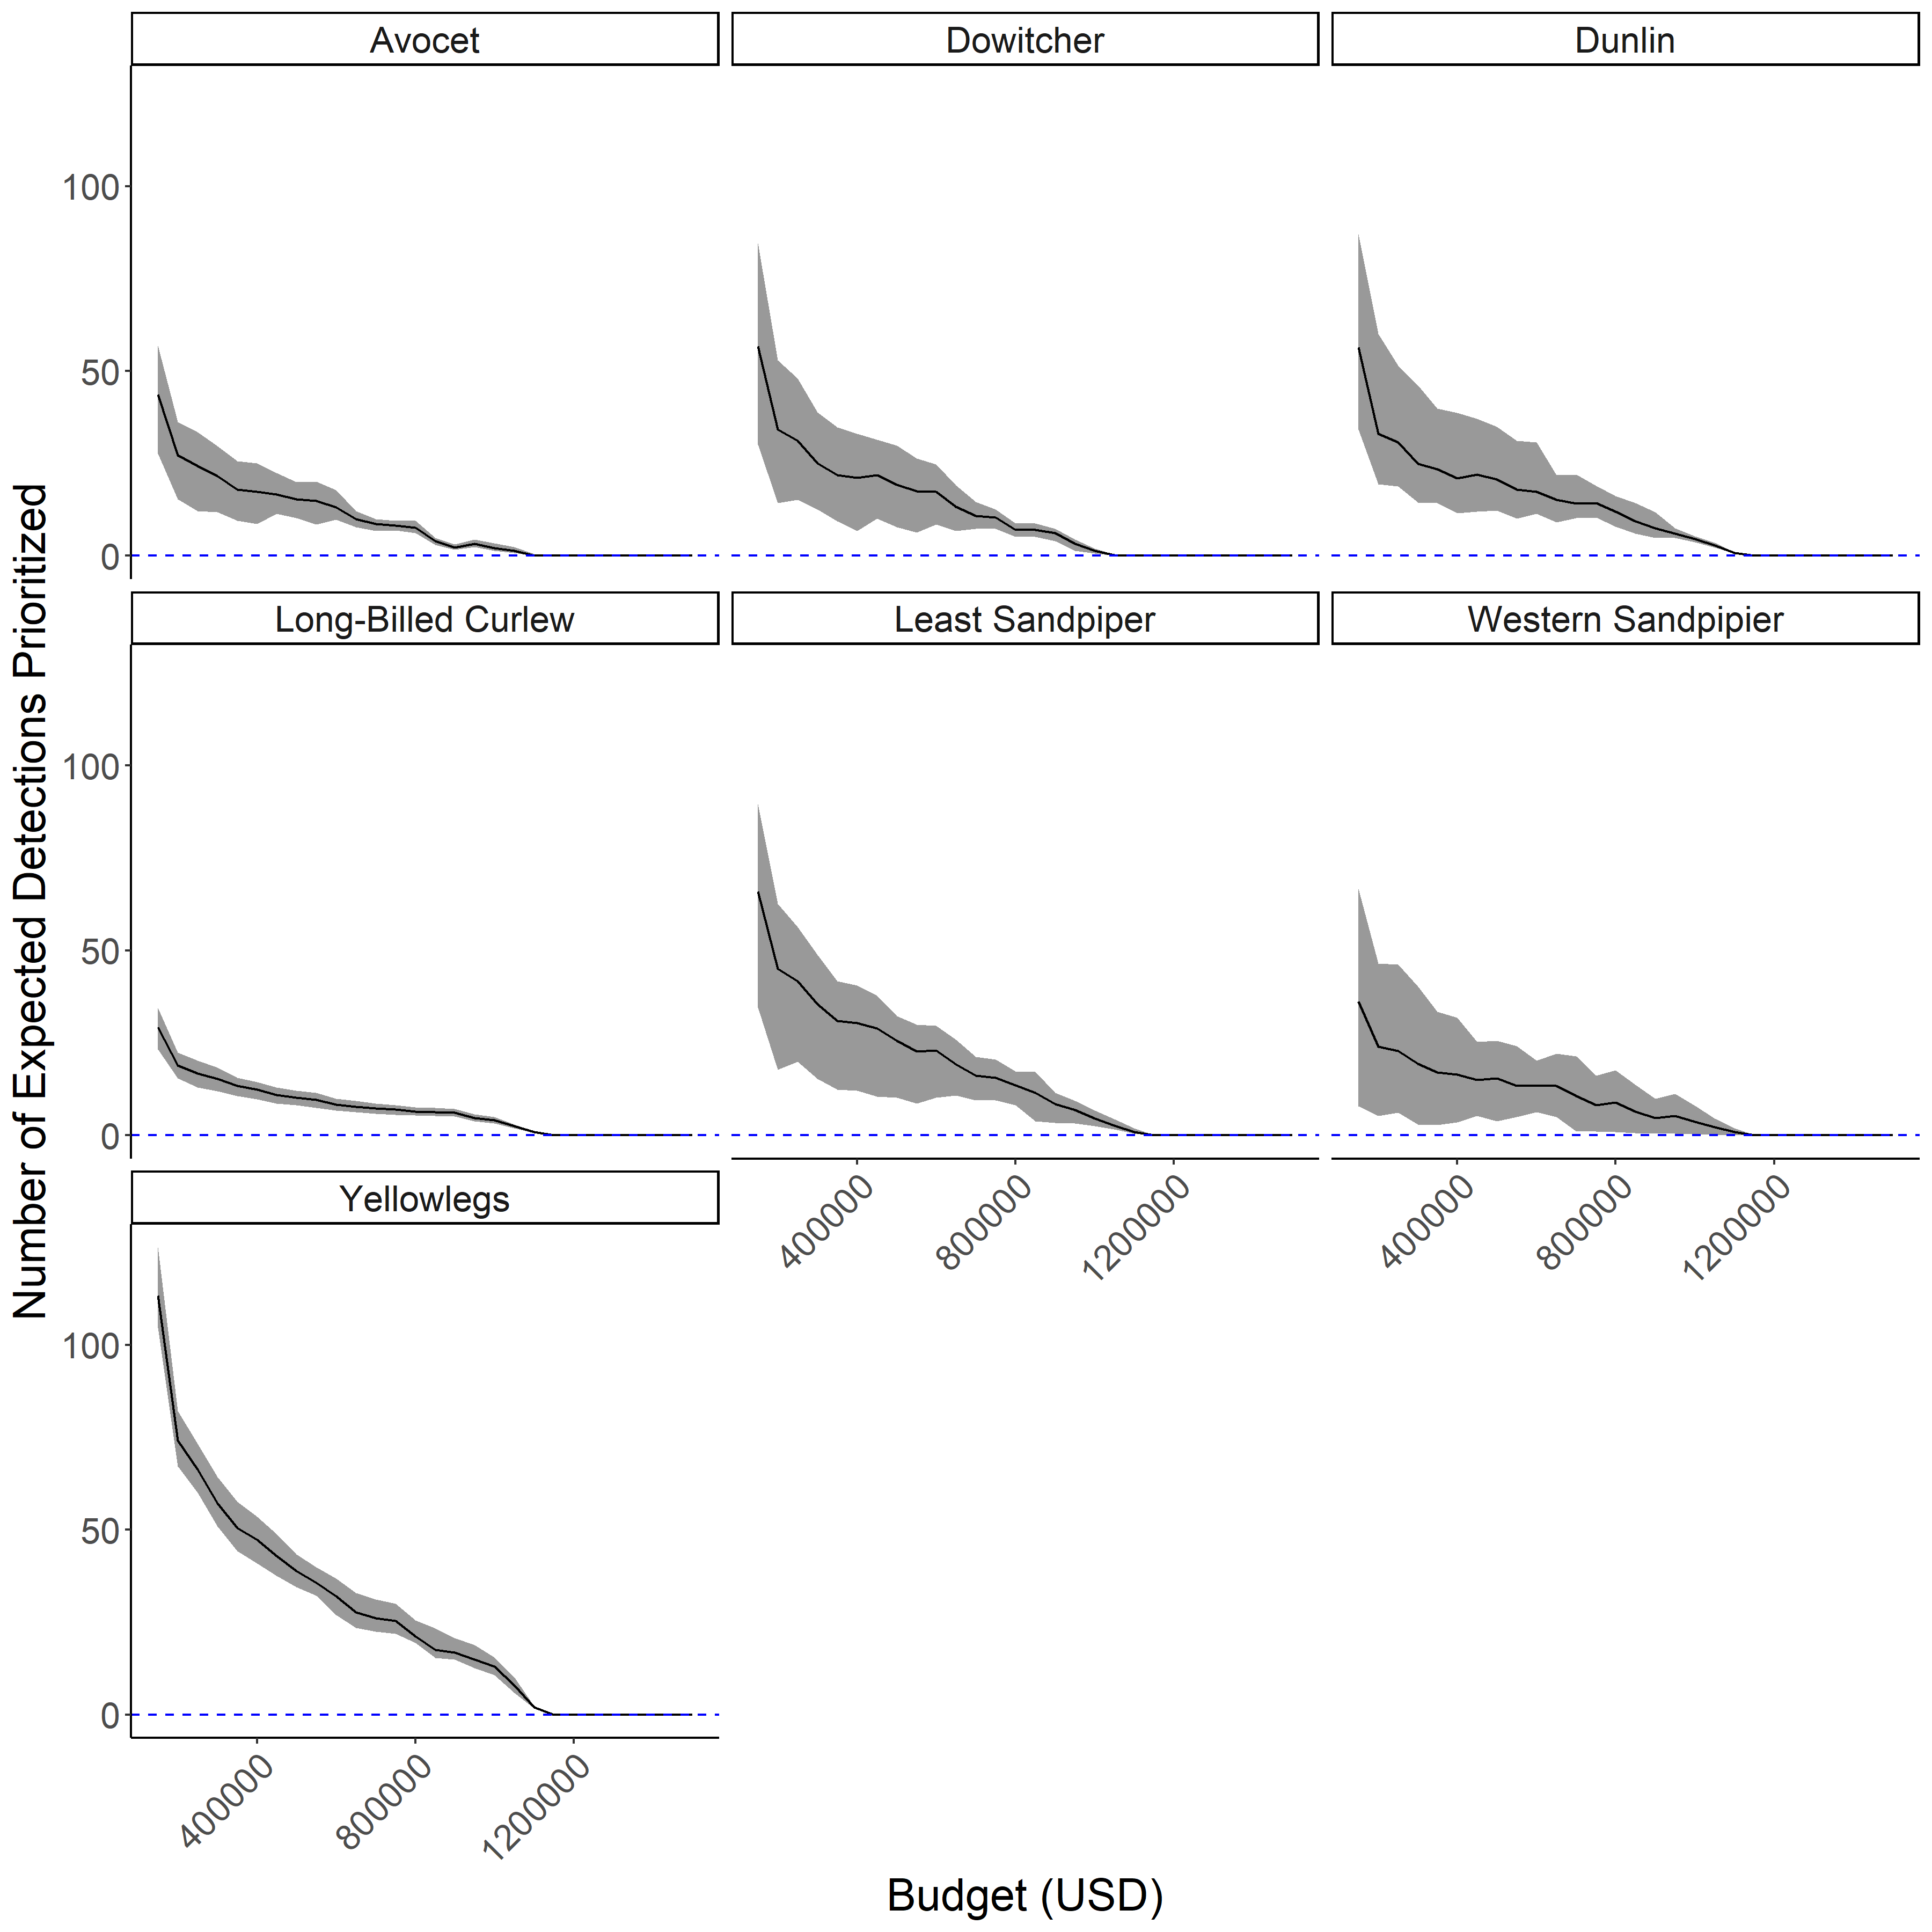 Avocet
Dowitcher
Dunlin
100
50
0
Long-Billed Curlew
Least Sandpiper
Western Sandpipier
100
50
0
400000
800000
1200000
400000
800000
1200000
Yellowlegs
100
50
0
400000
800000
1200000
Number of Expected Detections Prioritized
Budget (USD)